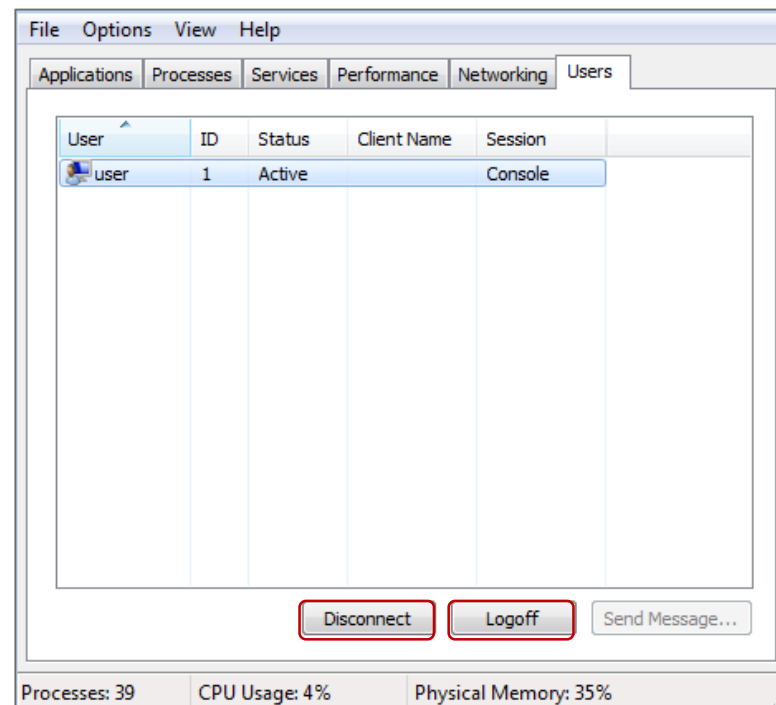 File Options View Help
Applications Processes Services Performance Networking Users
User ID Status Client Name Session
user 1 Active Console
Disconnect Logoff Send Message...
Processes: 39 CPU Usage: 4% Physical Memory: 35%